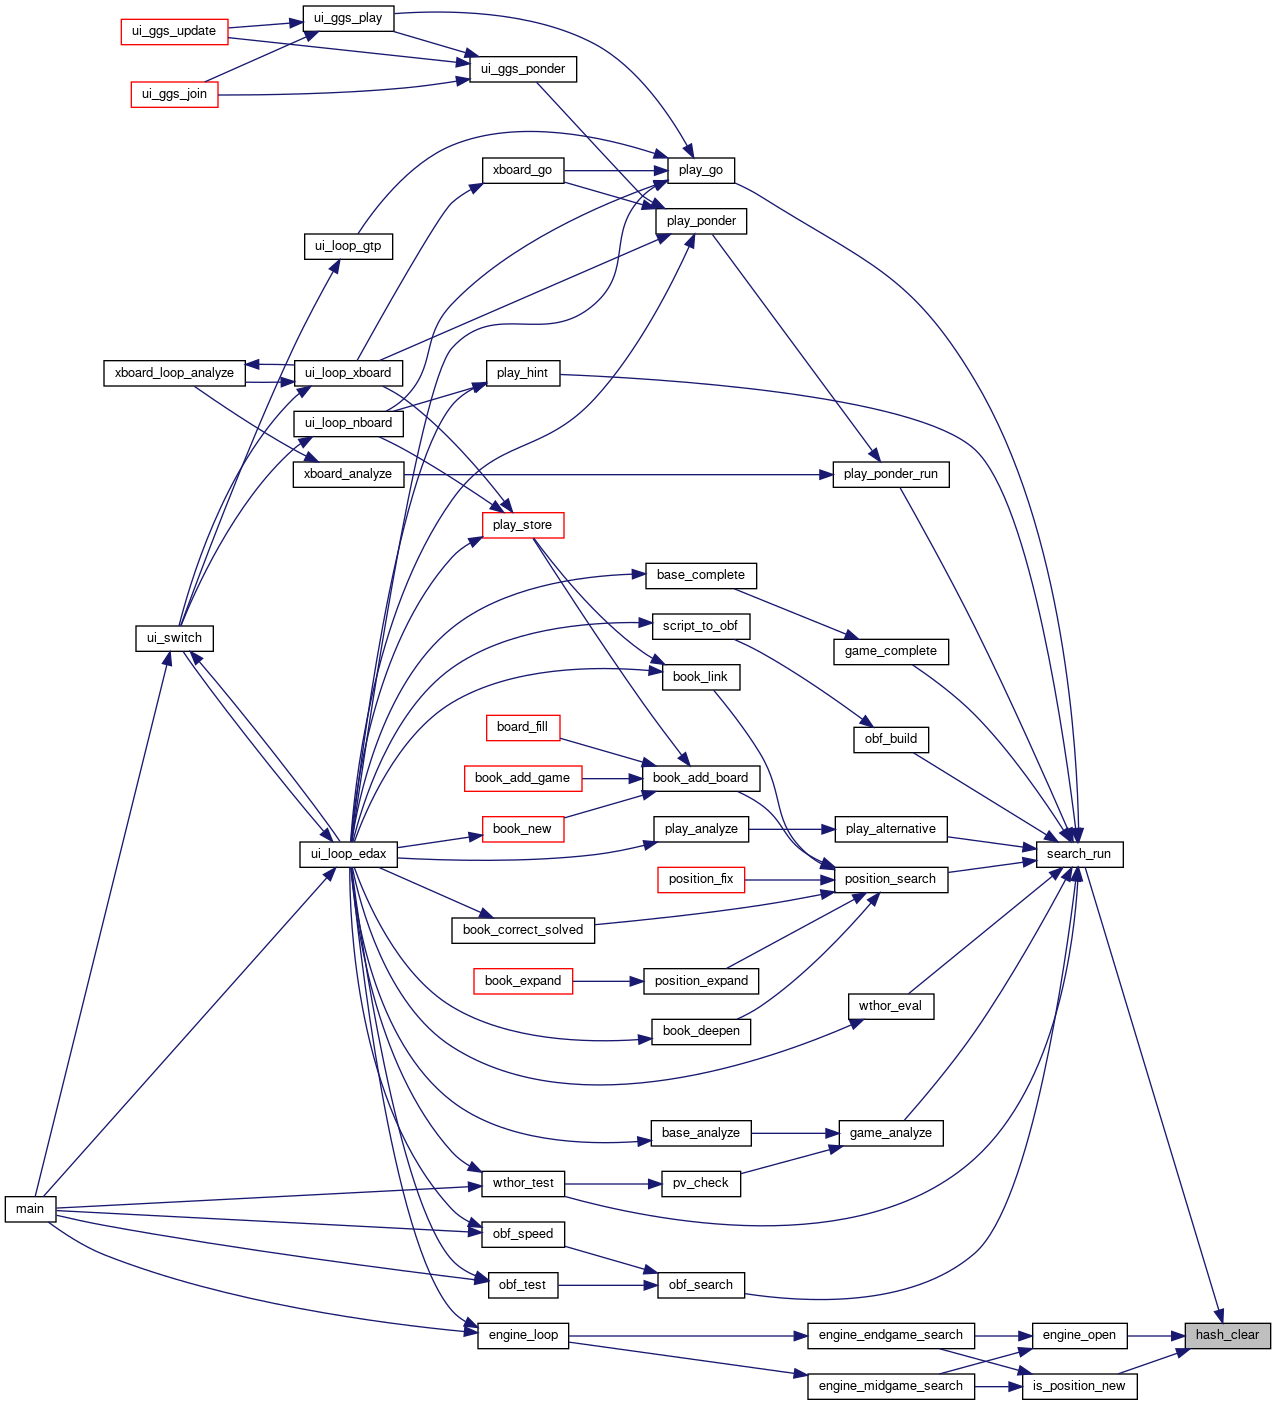 ui_ggs_play
ui_ggs_update
ui_ggs_ponder
ui_ggs_join
xboard_go
play_go
play_ponder
ui_loop_gtp
xboard_loop_analyze
ui_loop_xboard
play_hint
ui_loop_nboard
xboard_analyze
play_ponder_run
play_store
base_complete
script_to_obf
ui_switch
game_complete
book_link
board_fill
obf_build
book_add_game
book_add_board
book_new
play_analyze
play_alternative
ui_loop_edax
search_run
position_fix
position_search
book_correct_solved
book_expand
position_expand
wthor_eval
book_deepen
base_analyze
game_analyze
wthor_test
pv_check
main
obf_speed
obf_test
obf_search
engine_loop
engine_endgame_search
engine_open
hash_clear
engine_midgame_search
is_position_new